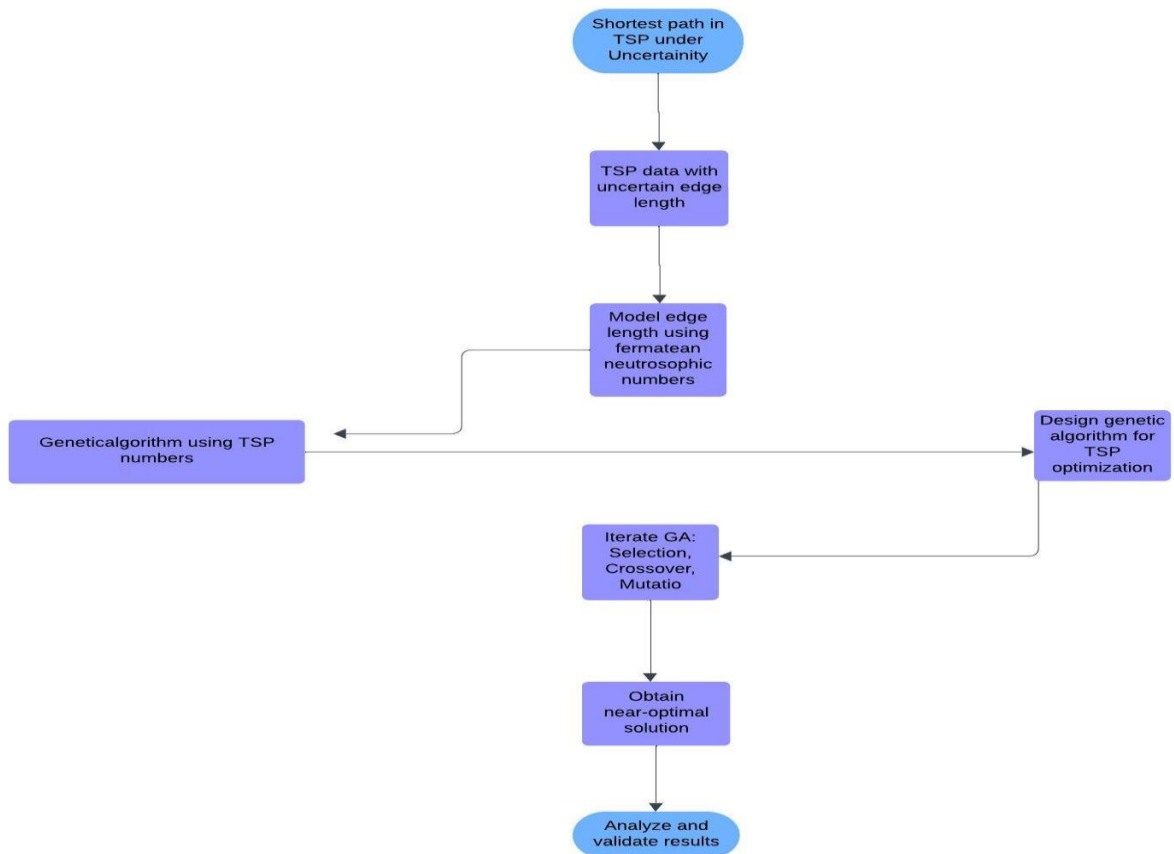 Shortest path in
TSP under
Uncertainity
TSP data with
uncertain edge
length
Model edge
length using
fermatean
neutrosophic
numbers
Geneticalgorithm using TSP
numbers
Design genetic
algorithm for
TSP
optimization
Iterate GA:
Selection,
Crossover,
Mutatio
Obtain
near-optimal
solution
Analyze and
validate results